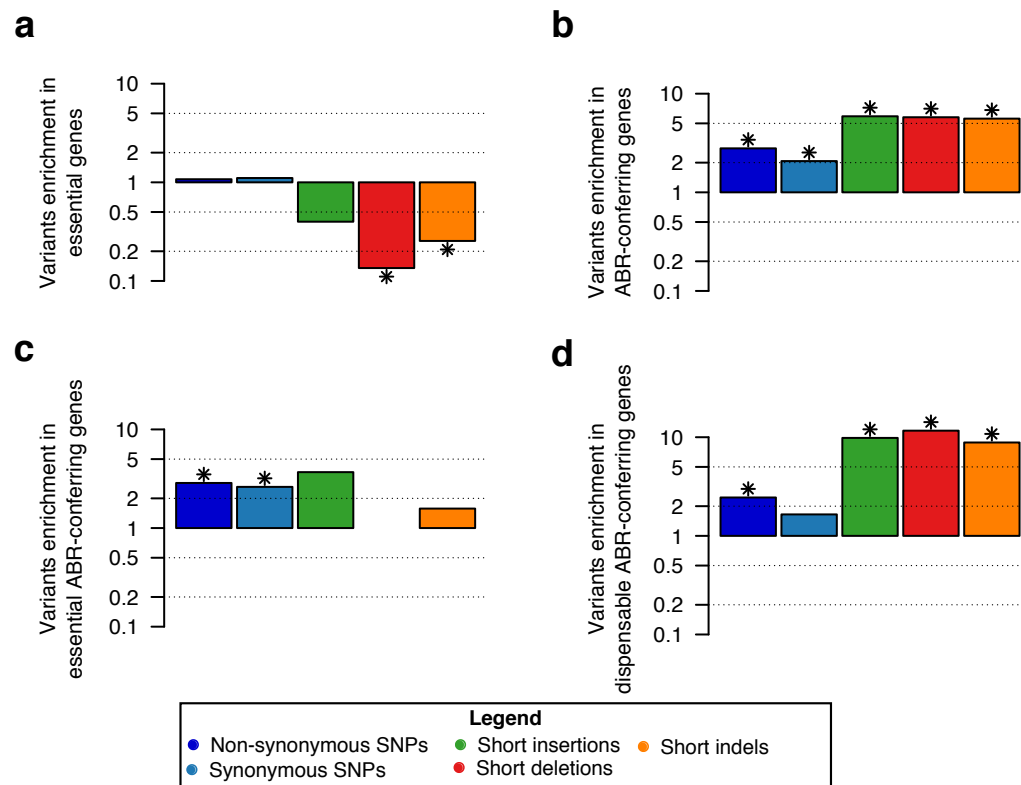 a
Variants enrichment in
essential genes
10
5
2
1
0.5
0.2
0.1
b
Variants enrichment in
ABR-conferring genes
10
5
2
1
0.5
0.2
0.1
c
Variants enrichment in
essential ABR-conferring genes
10
5
2
1
0.5
0.2
0.1
d
Variants enrichment in
dispensable ABR-conferring genes
10
5
2
1
0.5
0.2
0.1
Legend
Non-synonymous SNPs
Short insertions
Short indels
Synonymous SNPs
Short deletions